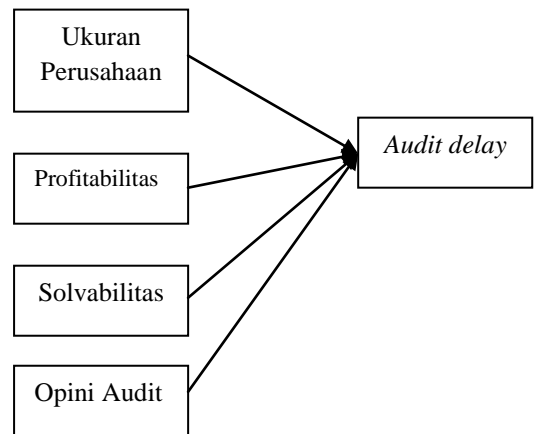 Ukuran
Perusahaan
Audit delay
Profitabilitas
Solvabilitas
Opini Audit